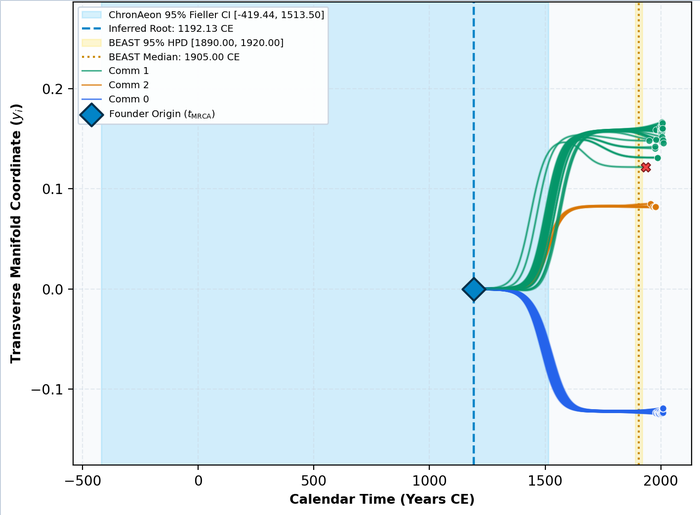 ChronAeon 95% Fieller CI [-419.44, 1513.50]
Inferred Root: 1192.13 CE
BEAST 95% HPD [1890.00, 1920.00]
BEAST Median: 1905.00 CE
Comm 1
Comm 2
Comm 0
Founder Origin (t_MRCA)
Transverse Manifold Coordinate (y_i)
0.2
0.1
0.0
−0.1
−500
0
500
1000
1500
2000
Calendar Time (Years CE)